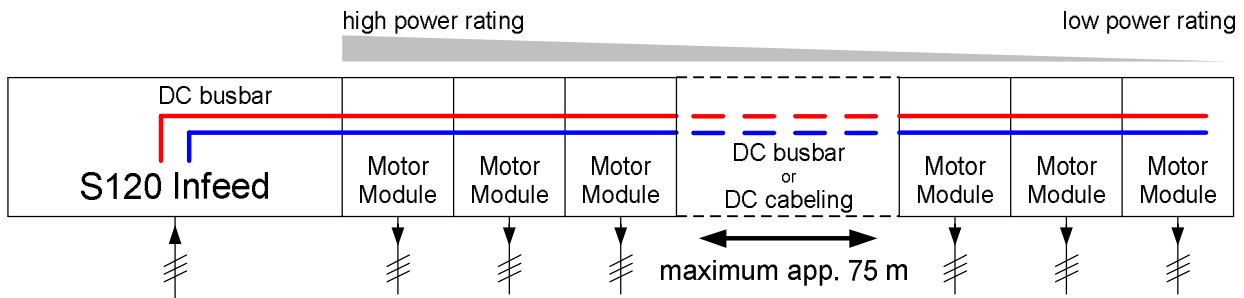 high power rating
low power rating
DC busbar
S120 Infeed
Motor
Module
Motor
Module
Motor
Module
DC busbar
or
DC cabeling
Motor
Module
Motor
Module
Motor
Module
maximum app. 75 m